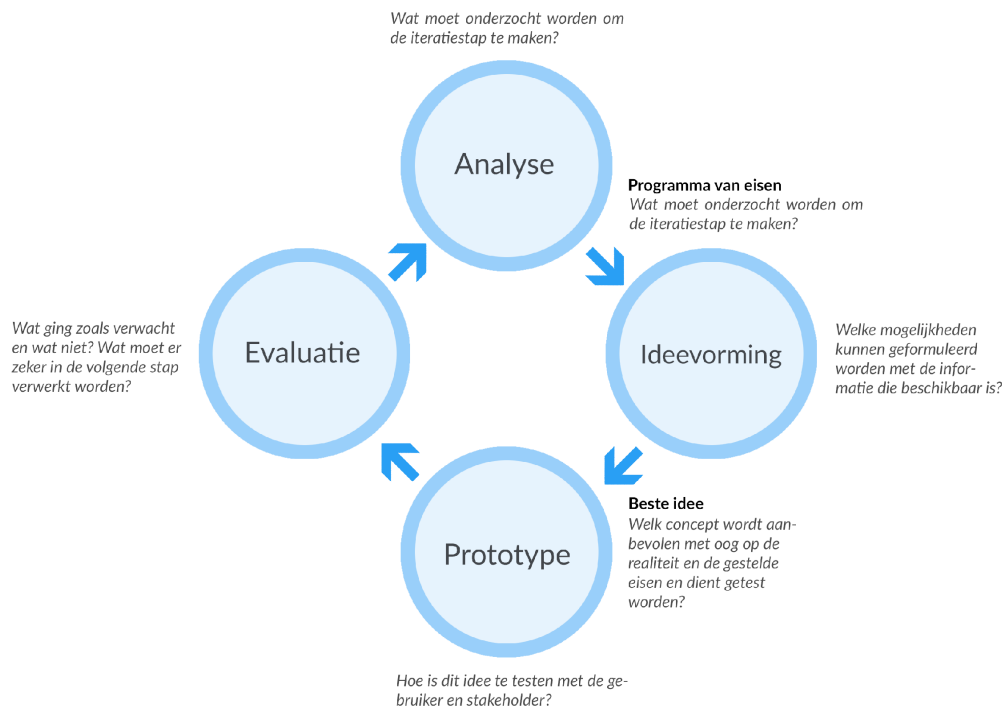 Wat moet onderzocht worden om
de iteratiestap te maken?
Analyse
Programma van eisen
Wat moet onderzocht worden om
de iteratiestap te maken?
Ideevorming
Welke mogelijkheden
kunnen geformuleerd
worden met de infor-
matie die beschikbaar is?
Beste idee
Welk concept wordt aan-
bevolen met oog op de
realiteit en de gestelde
eisen en dient getest
worden?
Prototype
Hoe is dit idee te testen met de ge-
bruiker en stakeholder?
Evaluatie
Wat ging zoals verwacht
en wat niet? Wat moet er
zeker in de volgende stap
verwerkt worden?